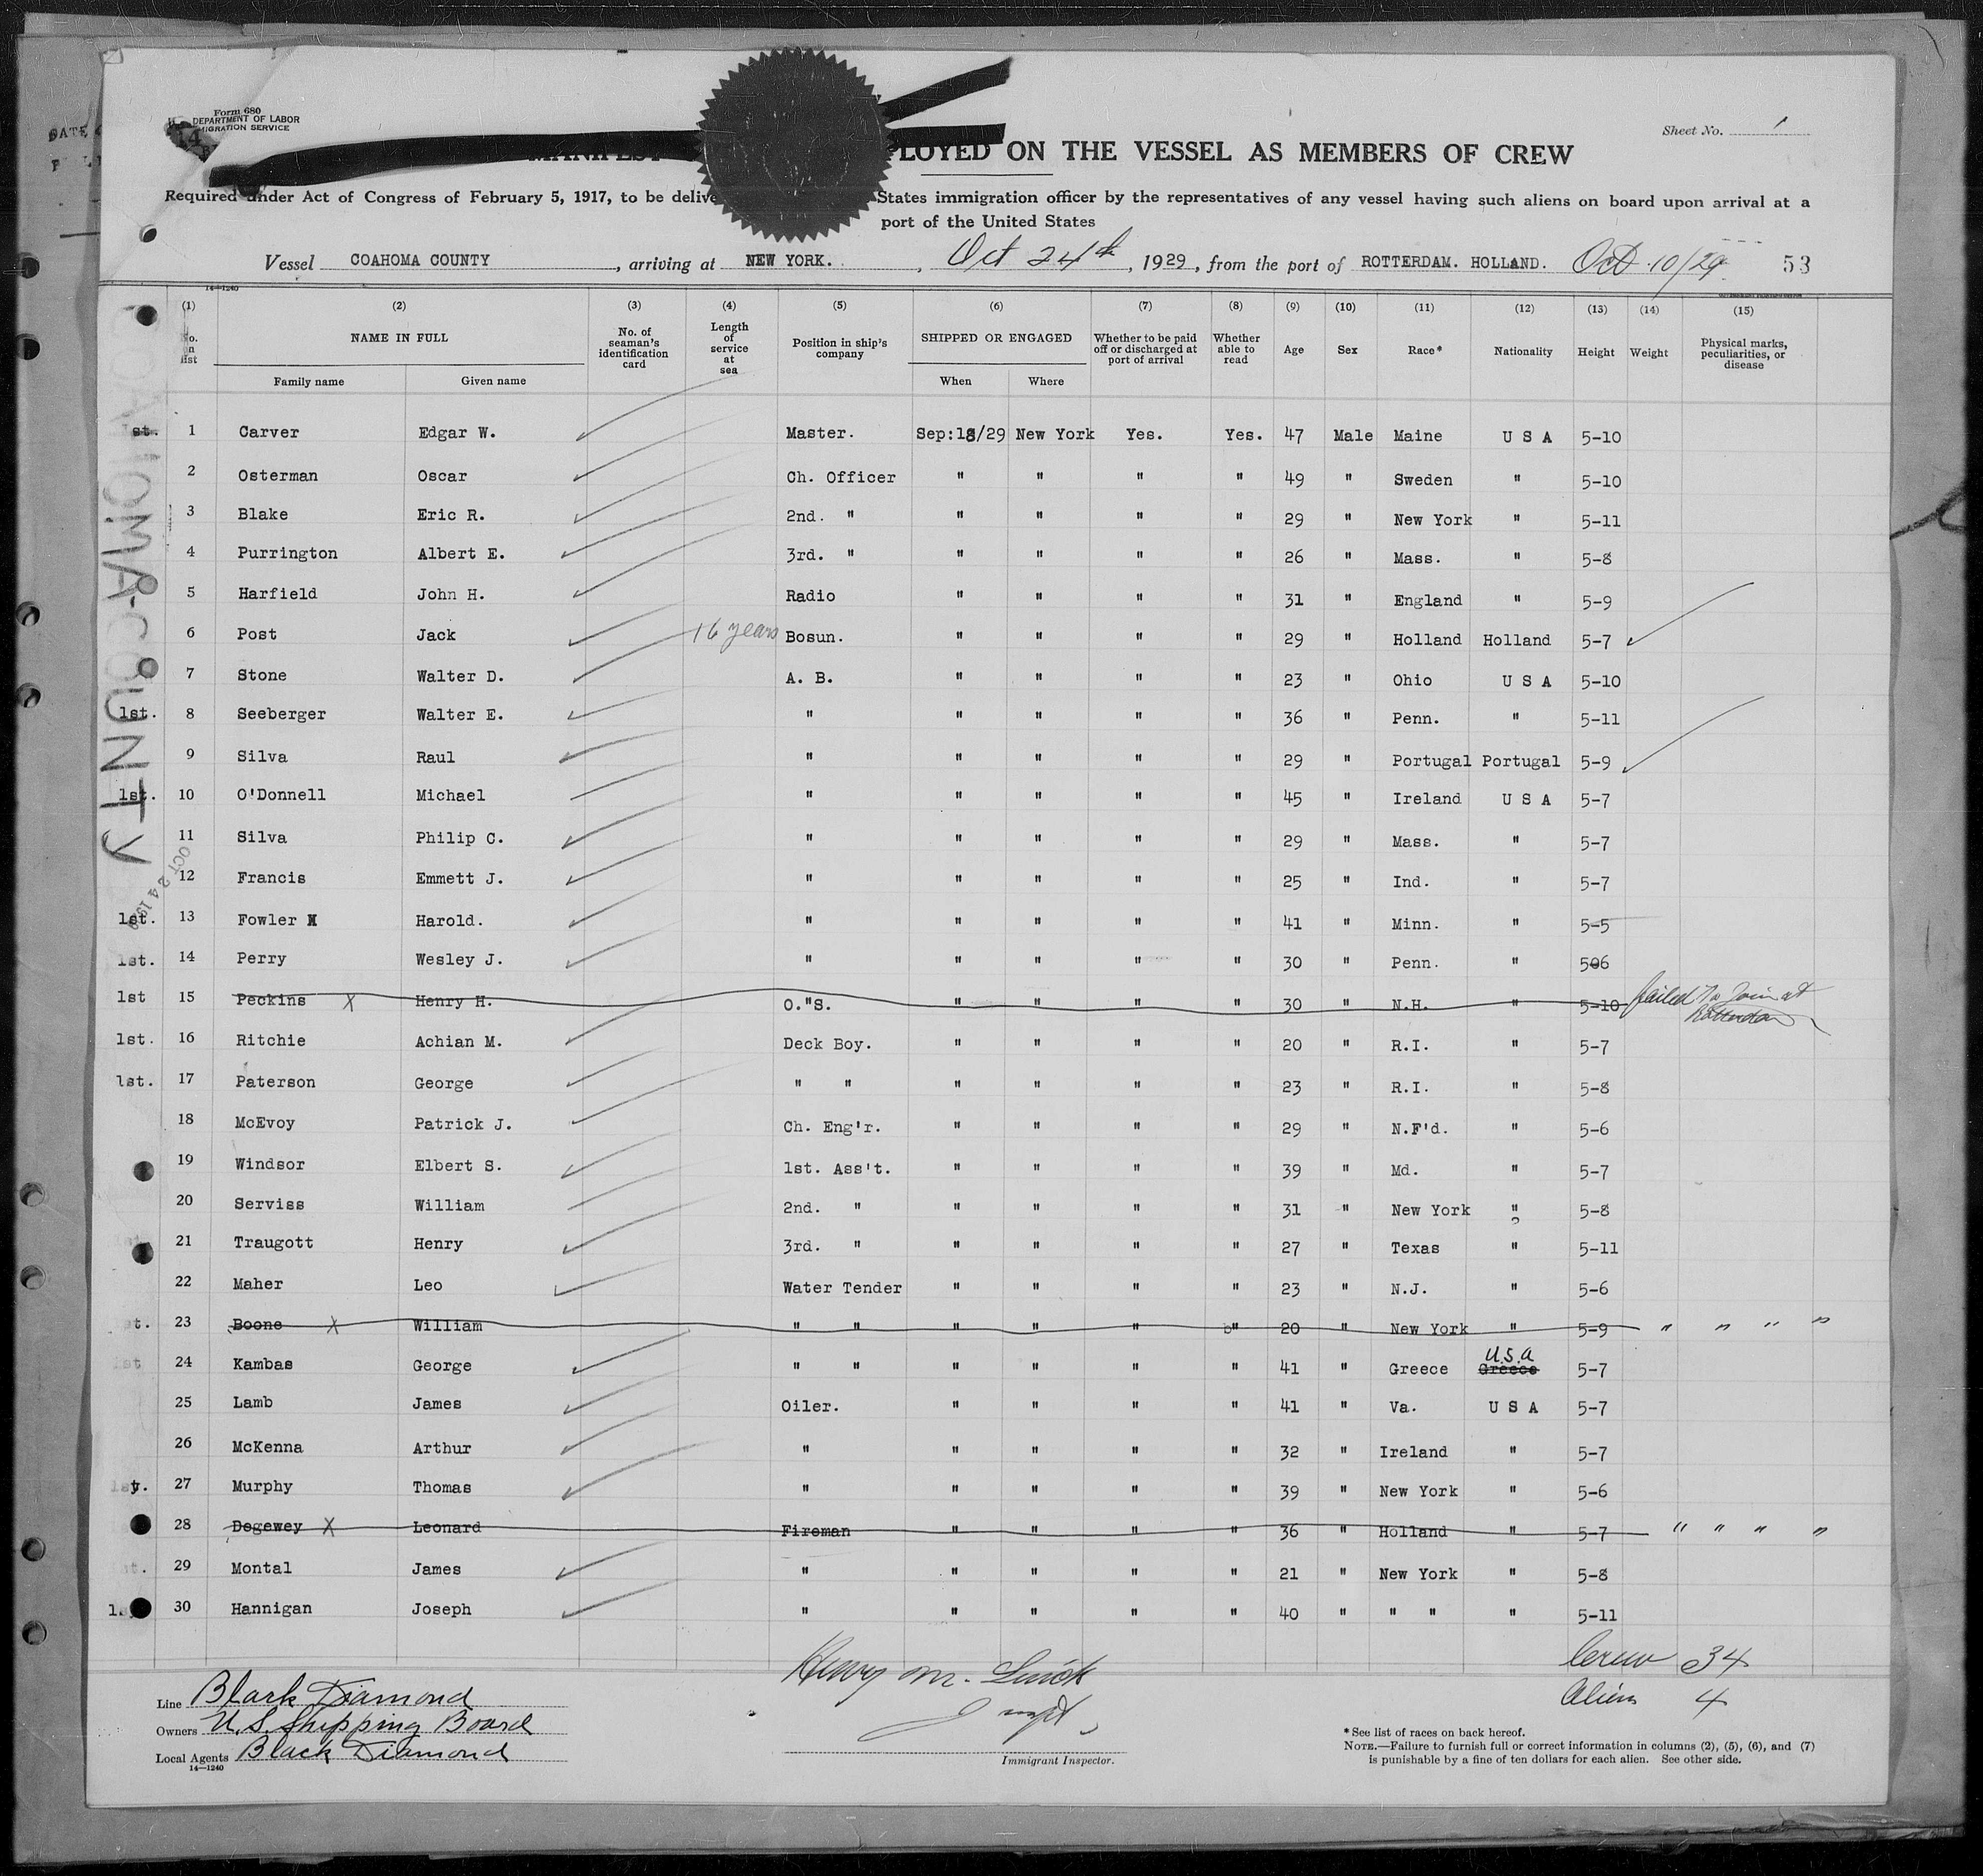 Form 680
DEPARTMENT OF LABOR
IMMIGRATION SERVICE
Sheet No. 1
MANIFEST PLOYED ON THE VESSEL AS MEMBERS OF CREW
Required under Act of Congress of February 5, 1917, to be delive States immigration officer by the representatives of any vessel having such aliens on board upon arrival at a
port of the United States
Vessel COAHOMA COUNTY, arriving at NEW YORK., Oct 24th, 1929, from the port of ROTTERDAM. HOLLAND. Oct 10/29 53
14-1240
(1) (2) (3) (4) (5) (6) (7) (8) (9) (10) (11) (12) (13) (14) (15)
No. on list NAME IN FULL No. of seaman's identification card Length of service at sea Position in ship's company SHIPPED OR ENGAGED Whether to be paid off or discharged at port of arrival Whether able to read Age Sex Race* Nationality Height Weight Physical marks, peculiarities, or disease
Family name Given name When Where
st. 1 Carver Edgar W. Master. Sep:18/29 New York Yes. Yes. 47 Male Maine U S A 5-10
2 Osterman Oscar Ch. Officer " " " " 49 " Sweden " 5-10
3 Blake Eric R. 2nd. " " " " " 29 " New York " 5-11
4 Purrington Albert E. 3rd. " " " " " 26 " Mass. " 5-8
5 Harfield John H. Radio " " " " 31 " England " 5-9
6 Post Jack 16 years Bosun. " " " " 29 " Holland Holland 5-7
7 Stone Walter D. A. B. " " " " 23 " Ohio U S A 5-10
1st. 8 Seeberger Walter E. " " " " " 36 " Penn. " 5-11
9 Silva Raul " " " " " 29 " Portugal Portugal 5-9
1st. 10 O'Donnell Michael " " " " " 45 " Ireland U S A 5-7
11 Silva Philip C. " " " " " 29 " Mass. " 5-7
12 Francis Emmett J. " " " " " 25 " Ind. " 5-7
1st. 13 Fowler Harold. " " " " " 41 " Minn. " 5-5
1st. 14 Perry Wesley J. " " " " " 30 " Penn. " 506
1st 15 Peckins X Henry H. O."S. " " " " 30 " N.H. " 5-10 failed to join at
Rotterdam
1st. 16 Ritchie Achian M. Deck Boy. " " " " 20 " R.I. " 5-7
1st. 17 Paterson George " " " " " " 23 " R.I. " 5-8
18 McEvoy Patrick J. Ch. Eng'r. " " " " 29 " N.F'd. " 5-6
19 Windsor Elbert S. 1st. Ass't. " " " " 39 " Md. " 5-7
20 Serviss William 2nd. " " " " " 31 " New York " 5-8
21 Traugott Henry 3rd. " " " " " 27 " Texas " 5-11
22 Maher Leo Water Tender " " " " 23 " N.J. " 5-6
st. 23 Boone X William " " " " " " 20 " New York " 5-9 " " " "
1st 24 Kambas George " " " " " " 41 " Greece U.S.A Greece 5-7
25 Lamb James Oiler. " " " " 41 " Va. U S A 5-7
26 McKenna Arthur " " " " " 32 " Ireland " 5-7
27 Murphy Thomas " " " " " 39 " New York " 5-6
28 Degewey X Leonard Fireman " " " " 36 " Holland " 5-7 " " " "
29 Montal James " " " " " 21 " New York " 5-8
30 Hannigan Joseph " " " " " 40 " " " " 5-11
COAHOMA-COUNTY
OCT 24
Crew 34
Aliens 4
Line Black Diamond
Owners U.S. Shipping Board
Local Agents Black Diamond
14-1240
Henry M.
Immigrant Inspector.
*See list of races on back hereof.
NOTE.—Failure to furnish full or correct information in columns (2), (5), (6), and (7)
is punishable by a fine of ten dollars for each alien. See other side.